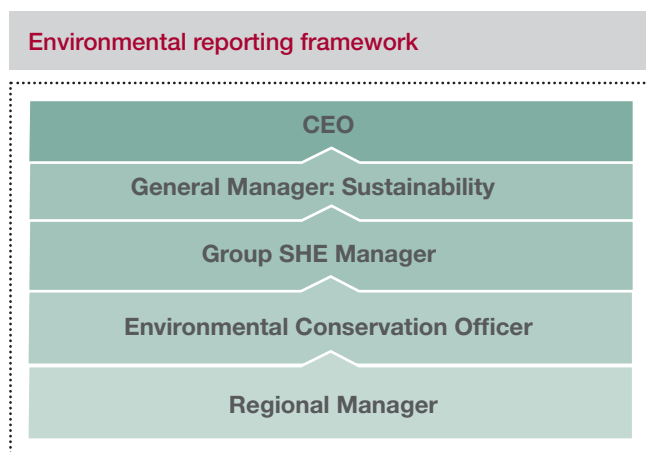 Environmental reporting framework
CEO
General Manager: Sustainability
Group SHE Manager
Environmental Conservation Officer
Regional Manager